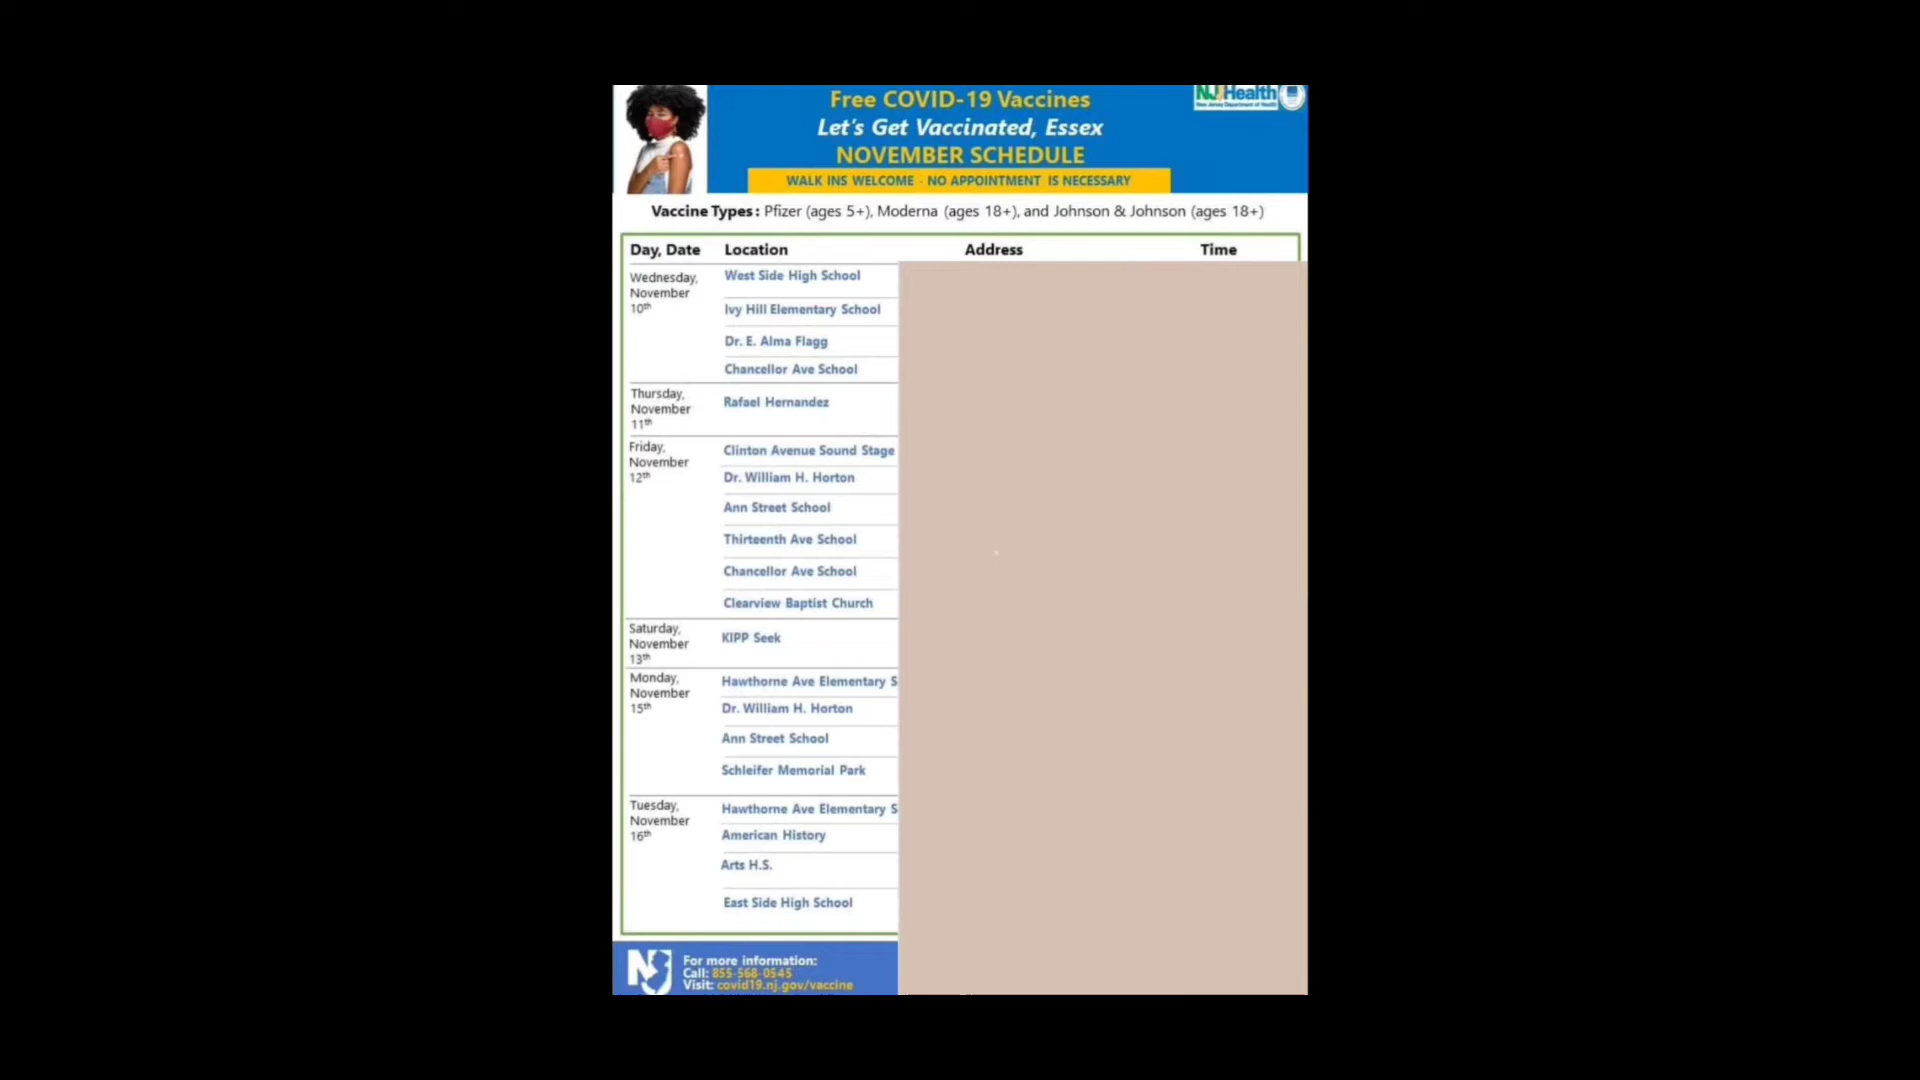 Free COVID-19 Vaccines
NJ Health
New Jersey Department of Health
Let's Get Vaccinated, Essex
NOVEMBER SCHEDULE
WALK INS WELCOME - NO APPOINTMENT IS NECESSARY
Vaccine Types: Pfizer (ages 5+), Moderna (ages 18+), and Johnson & Johnson (ages 18+)
Day, Date Location Address Time
Wednesday, November 10th
West Side High School
Ivy Hill Elementary School
Dr. E. Alma Flagg
Chancellor Ave School
Thursday, November 11th
Rafael Hernandez
Friday, November 12th
Clinton Avenue Sound Stage
Dr. William H. Horton
Ann Street School
Thirteenth Ave School
Chancellor Ave School
Clearview Baptist Church
Saturday, November 13th
KIPP Seek
Monday, November 15th
Hawthorne Ave Elementary S
Dr. William H. Horton
Ann Street School
Schleifer Memorial Park
Tuesday, November 16th
Hawthorne Ave Elementary S
American History
Arts H.S.
East Side High School
NJ
For more information:
Call: 855-568-0545
Visit: covid19.nj.gov/vaccine